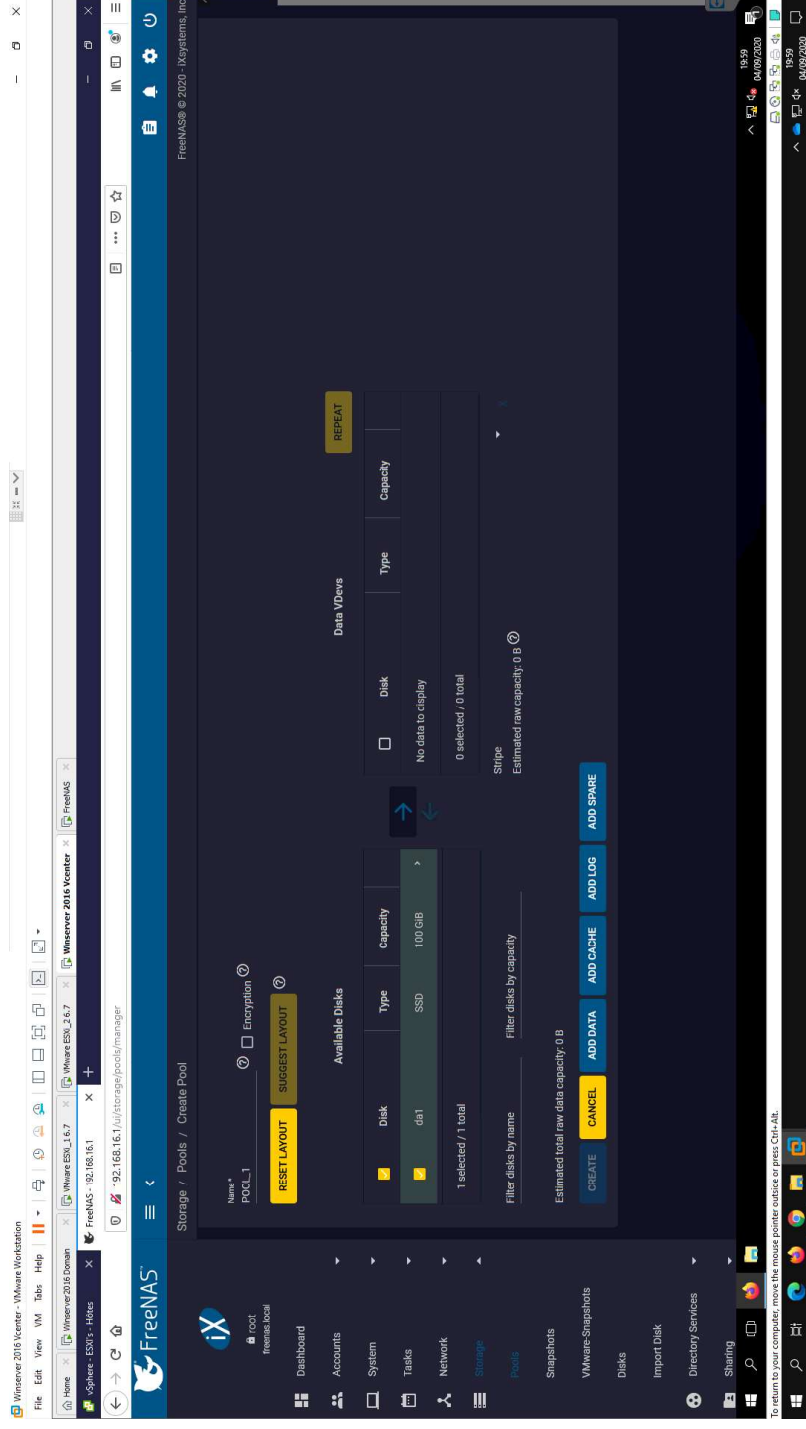 Winserver 2016 Vcenter - VMware Workstation
File Edit View VM Tabs Help
Home
Winserver2016 Domain
VMware ESXi_1 6.7
VMware ESXi_2 6.7
Winserver 2016 Vcenter
FreeNAS
vSphere - ESXi's - Hôtes
FreeNAS - 192.168.16.1
192.168.16.1/ui/storage/pools/manager
FreeNAS®
FreeNAS® © 2020 - iXsystems, Inc
iX
root
freenas.local
Dashboard
Accounts
System
Tasks
Network
Storage
Pools
Snapshots
VMware-Snapshots
Disks
Import Disk
Directory Services
Sharing
Storage / Pools / Create Pool
Name*
POOL_1
Encryption
RESET LAYOUT
SUGGEST LAYOUT
Available Disks
Disk Type Capacity
da1 SSD 100 GiB
1 selected / 1 total
Filter disks by name
Filter disks by capacity
Estimated total raw data capacity: 0 B
CREATE
CANCEL
ADD DATA
ADD CACHE
ADD LOG
ADD SPARE
Data VDevs
REPEAT
Disk Type Capacity
No data to display
0 selected / 0 total
Stripe
Estimated raw capacity: 0 B
19:59
04/09/2020
1
To return to your computer, move the mouse pointer outside or press Ctrl+Alt.
19:59
04/09/2020